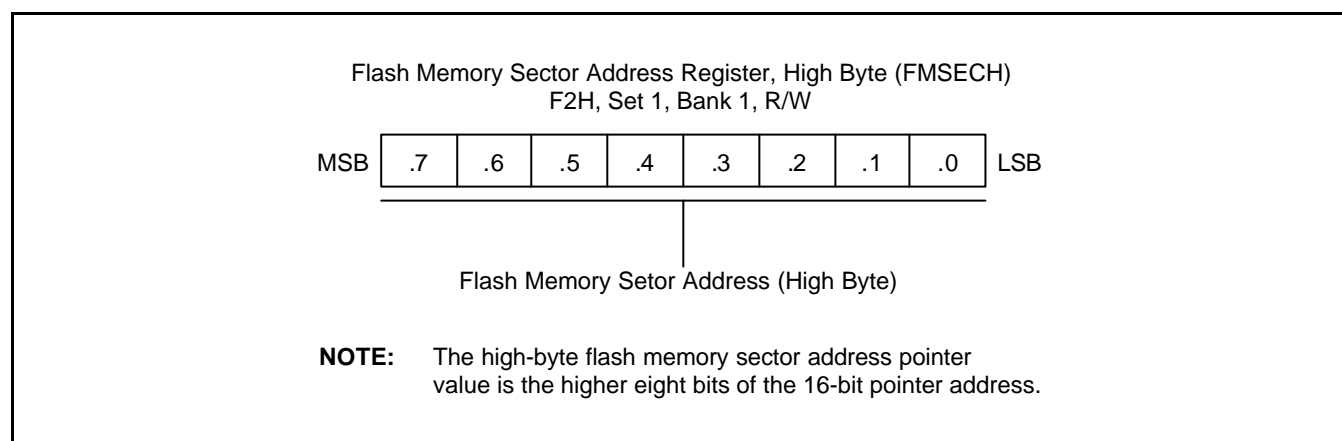 Flash Memory Sector Address Register, High Byte (FMSECH)
F2H, Set 1, Bank 1, R/W
MSB .7 .6 .5 .4 .3 .2 .1 .0 LSB
Flash Memory Setor Address (High Byte)
NOTE: The high-byte flash memory sector address pointer
value is the higher eight bits of the 16-bit pointer address.